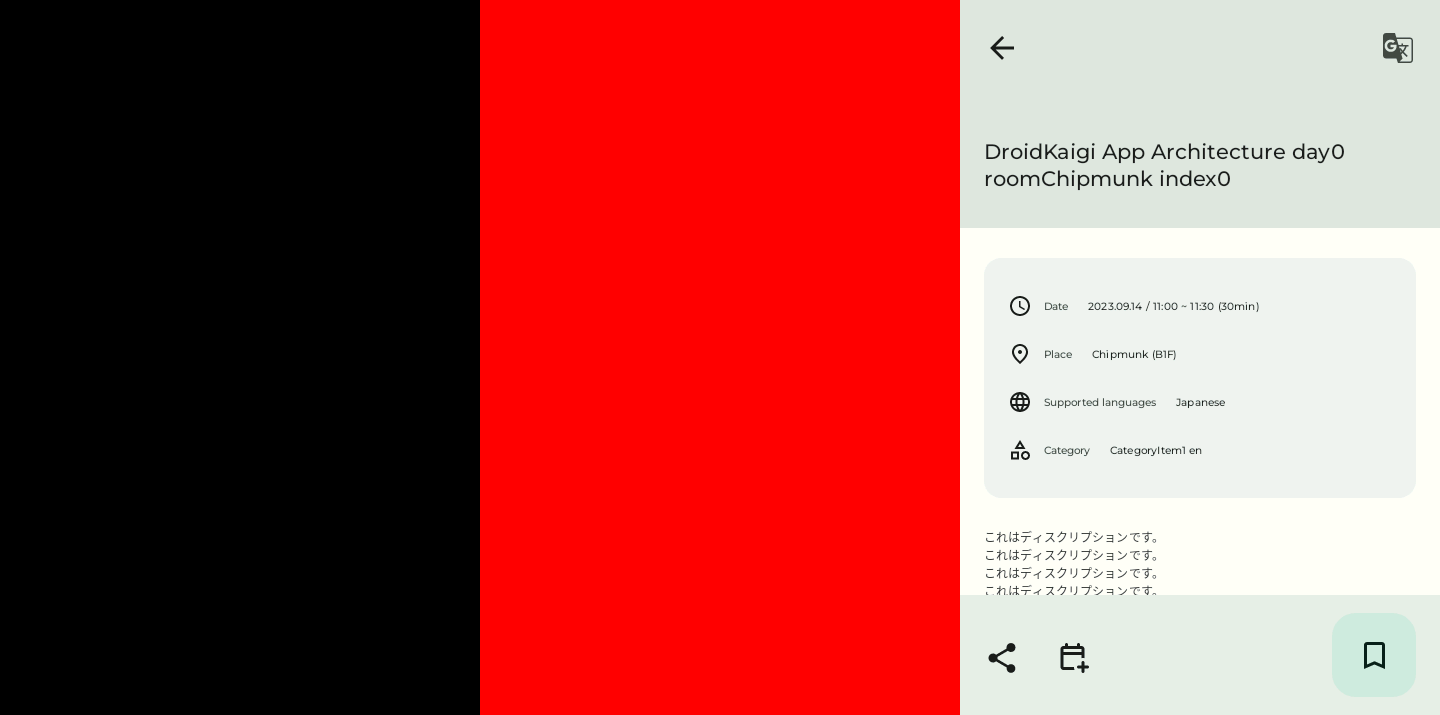 DroidKaigi App Architecture day0
roomChipmunk index0
Date 2023.09.14 / 11:00 ~ 11:30 (30min)
Place Chipmunk (B1F)
Supported languages Japanese
Category CategoryItem1 en
これはディスクリプションです。
これはディスクリプションです。
これはディスクリプションです。
これはディスクリプションです。